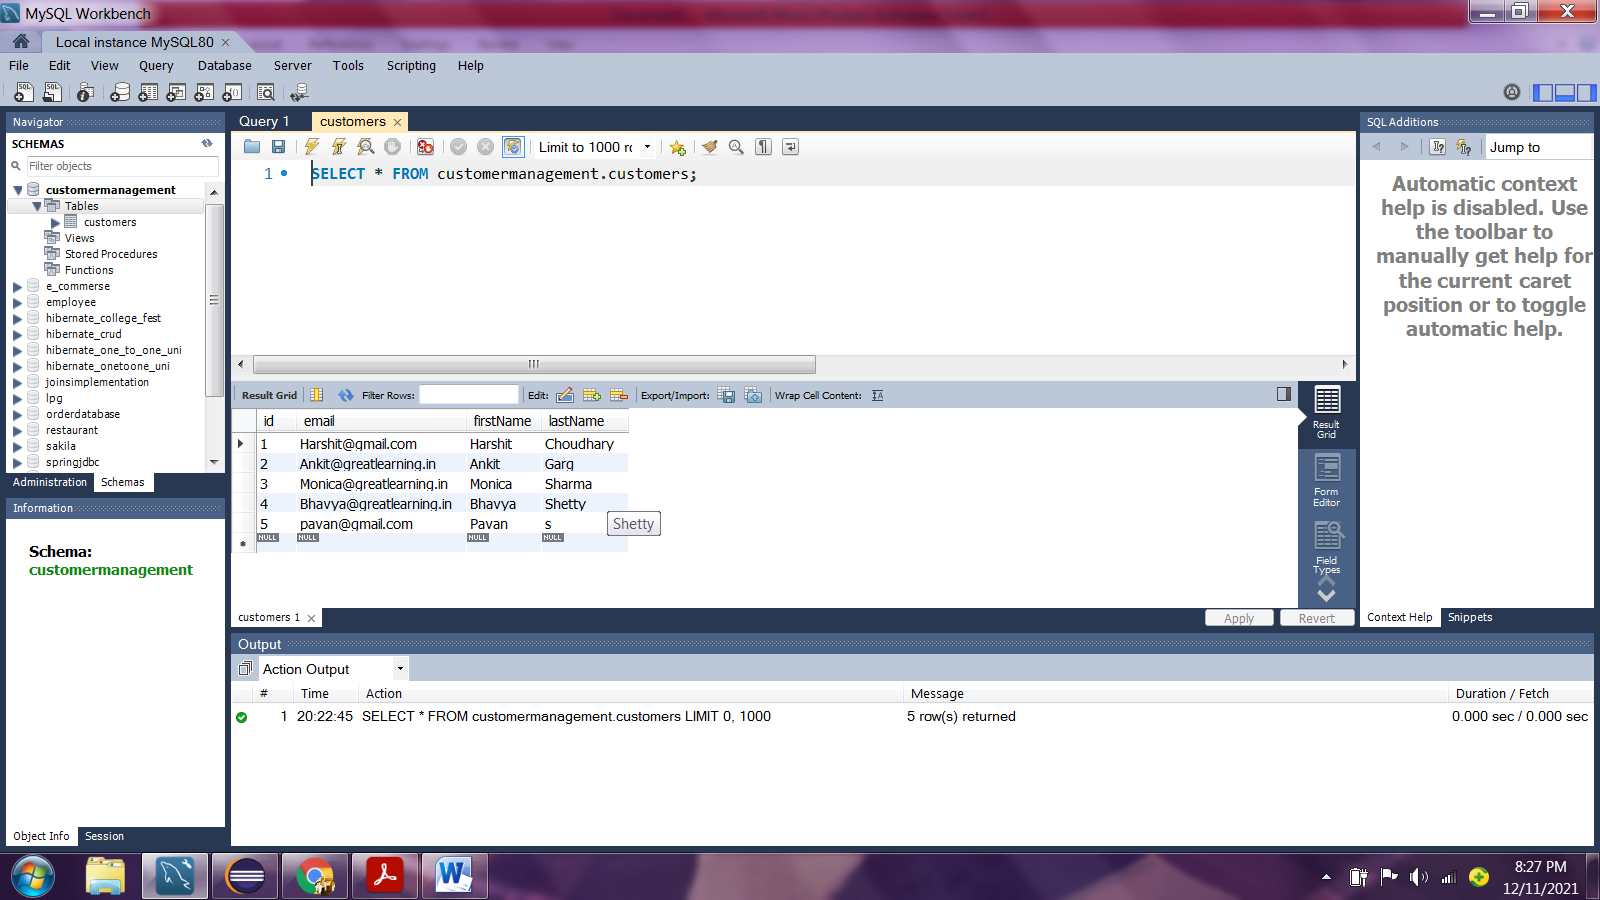 MySQL Workbench
Local instance MySQL80
File Edit View Query Database Server Tools Scripting Help
Navigator
SCHEMAS
Filter objects
customermanagement
Tables
customers
Views
Stored Procedures
Functions
e_commerse
employee
hibernate_college_fest
hibernate_crud
hibernate_one_to_one_uni
hibernate_onetoone_uni
joinsimplementation
lpg
orderdatabase
restaurant
sakila
springjdbc
Administration Schemas
Information
Schema:
customermanagement
Object Info Session
Query 1 customers
Limit to 1000 rc
1 SELECT * FROM customermanagement.customers;
Result Grid Filter Rows: Edit: Export/Import: Wrap Cell Content:
id email firstName lastName
1 Harshit@gmail.com Harshit Choudhary
2 Ankit@greatlearning.in Ankit Garg
3 Monica@greatlearning.in Monica Sharma
4 Bhavya@greatlearning.in Bhavya Shetty
5 pavan@gmail.com Pavan s
Shetty
NULL NULL NULL NULL
Result
Grid
Form
Editor
Field
Types
customers 1
Apply Revert
SQL Additions
Jump to
Automatic context
help is disabled. Use
the toolbar to
manually get help for
the current caret
position or to toggle
automatic help.
Context Help Snippets
Output
Action Output
# Time Action Message Duration / Fetch
1 20:22:45 SELECT * FROM customermanagement.customers LIMIT 0, 1000 5 row(s) returned 0.000 sec / 0.000 sec
8:27 PM
12/11/2021